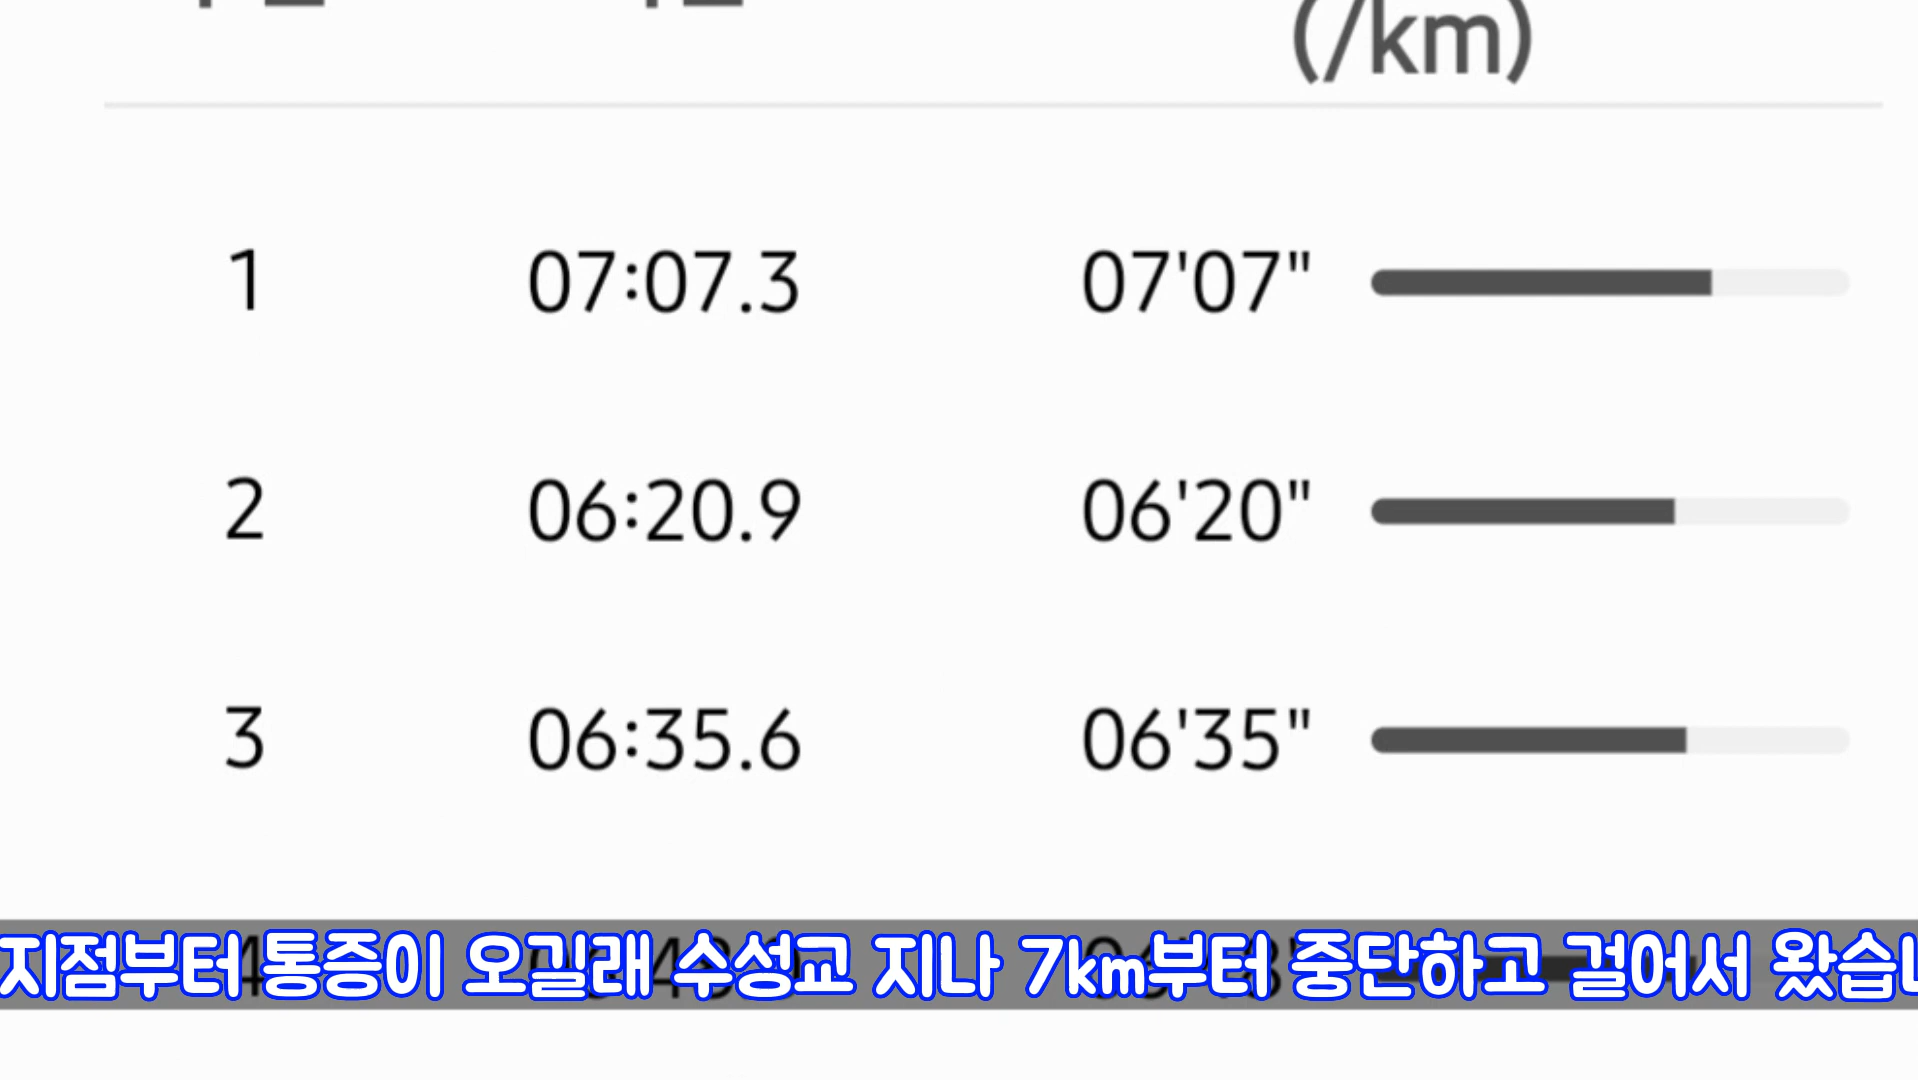 (/km)
1 07:07.3 07'07"
2 06:20.9 06'20"
3 06:35.6 06'35"
4
지점부터 통증이 오길래 수성교 지나 7km부터 중단하고 걸어서 왔습